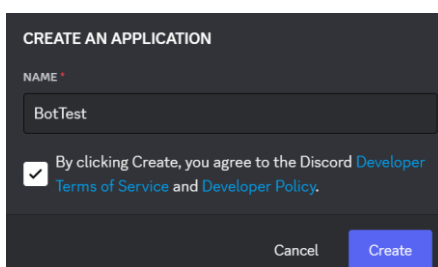 CREATE AN APPLICATION
NAME *
BotTest
By clicking Create, you agree to the Discord Developer
Terms of Service and Developer Policy.
Cancel Create